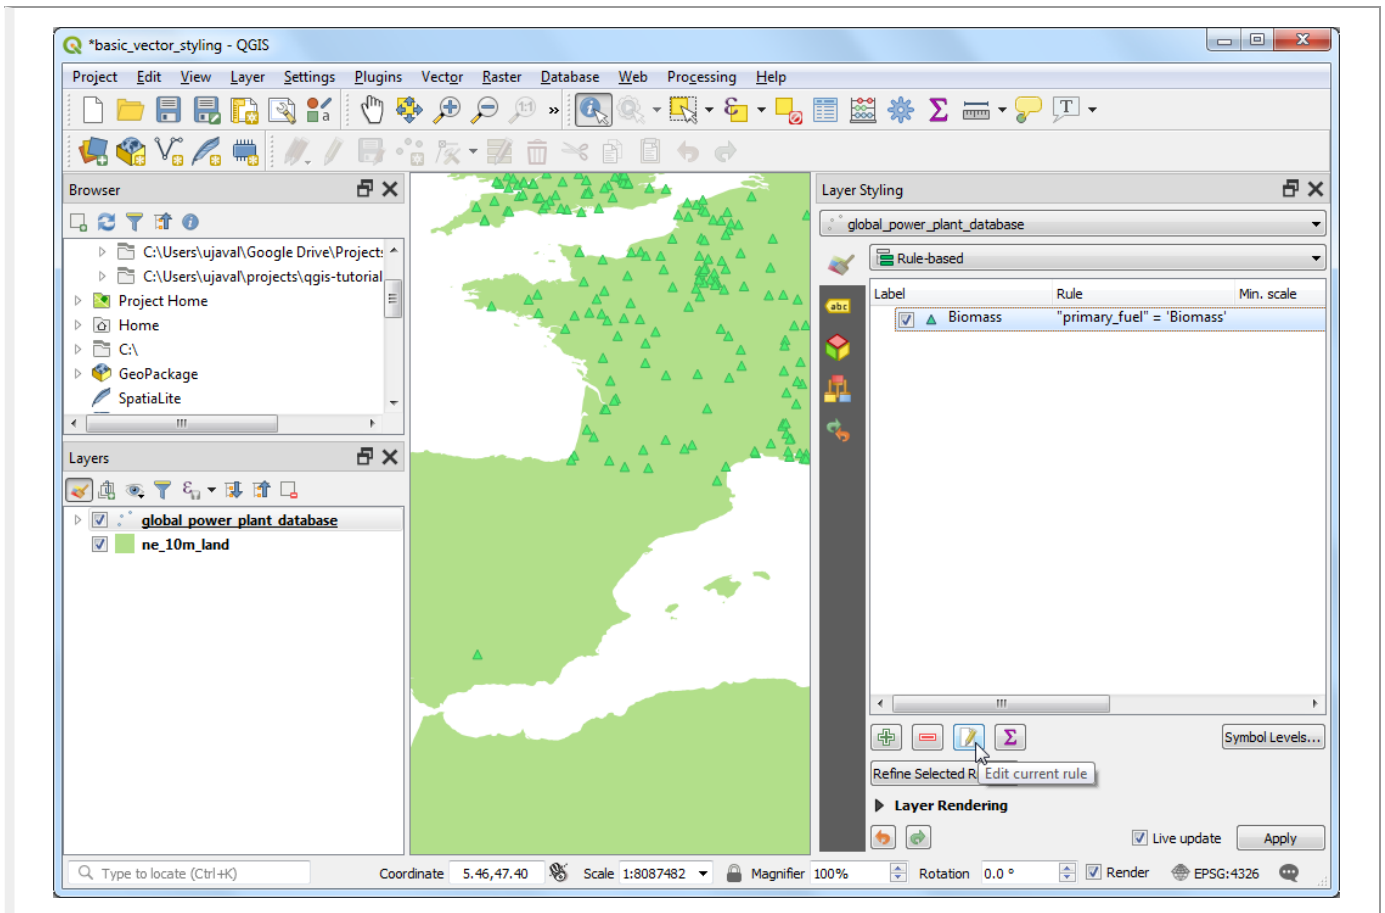 *basic_vector_styling - QGIS
Project Edit View Layer Settings Plugins Vector Raster Database Web Processing Help
Browser
C:\Users\ujaval\Google Drive\Project:
C:\Users\ujaval\projects\qgis-tutorial
Project Home
Home
C:\
GeoPackage
SpatiaLite
Layers
global_power_plant_database
ne_10m_land
Layer Styling
global_power_plant_database
Rule-based
abc
Label Rule Min. scale
Biomass "primary_fuel" = 'Biomass'
Symbol Levels...
Refine Selected R
Edit current rule
Layer Rendering
Live update Apply
Type to locate (Ctrl+K) Coordinate 5.46,47.40 Scale 1:8087482 Magnifier 100% Rotation 0.0 ° Render EPSG:4326